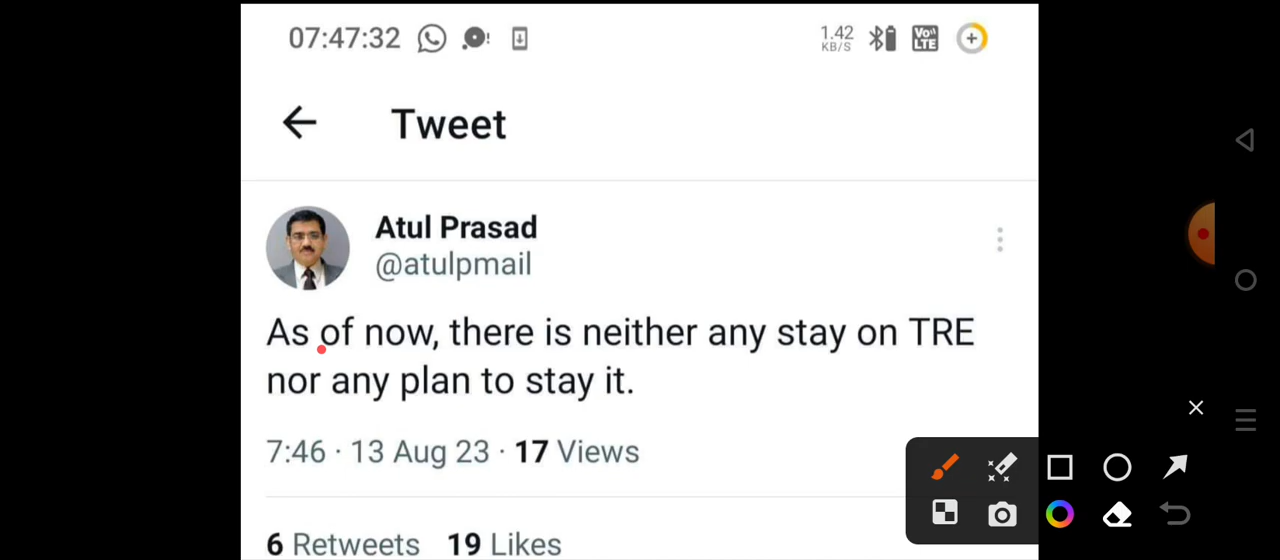 07:47:32
1.42
KB/S
Vo
LTE
Tweet
Atul Prasad
@atulpmail
As of now, there is neither any stay on TRE
nor any plan to stay it.
7:46 · 13 Aug 23 · 17 Views
6 Retweets 19 Likes